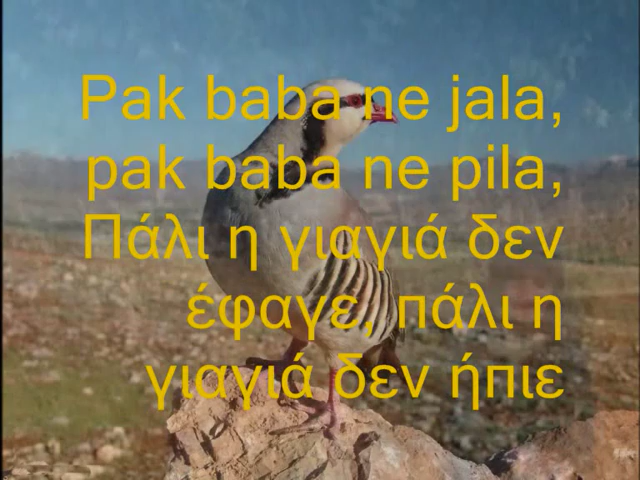 Pak baba ne jala,
pak baba ne pila,
Πάλι η γιαγιά δεν
έφαγε, πάλι η
γιαγιά δεν ήπιε